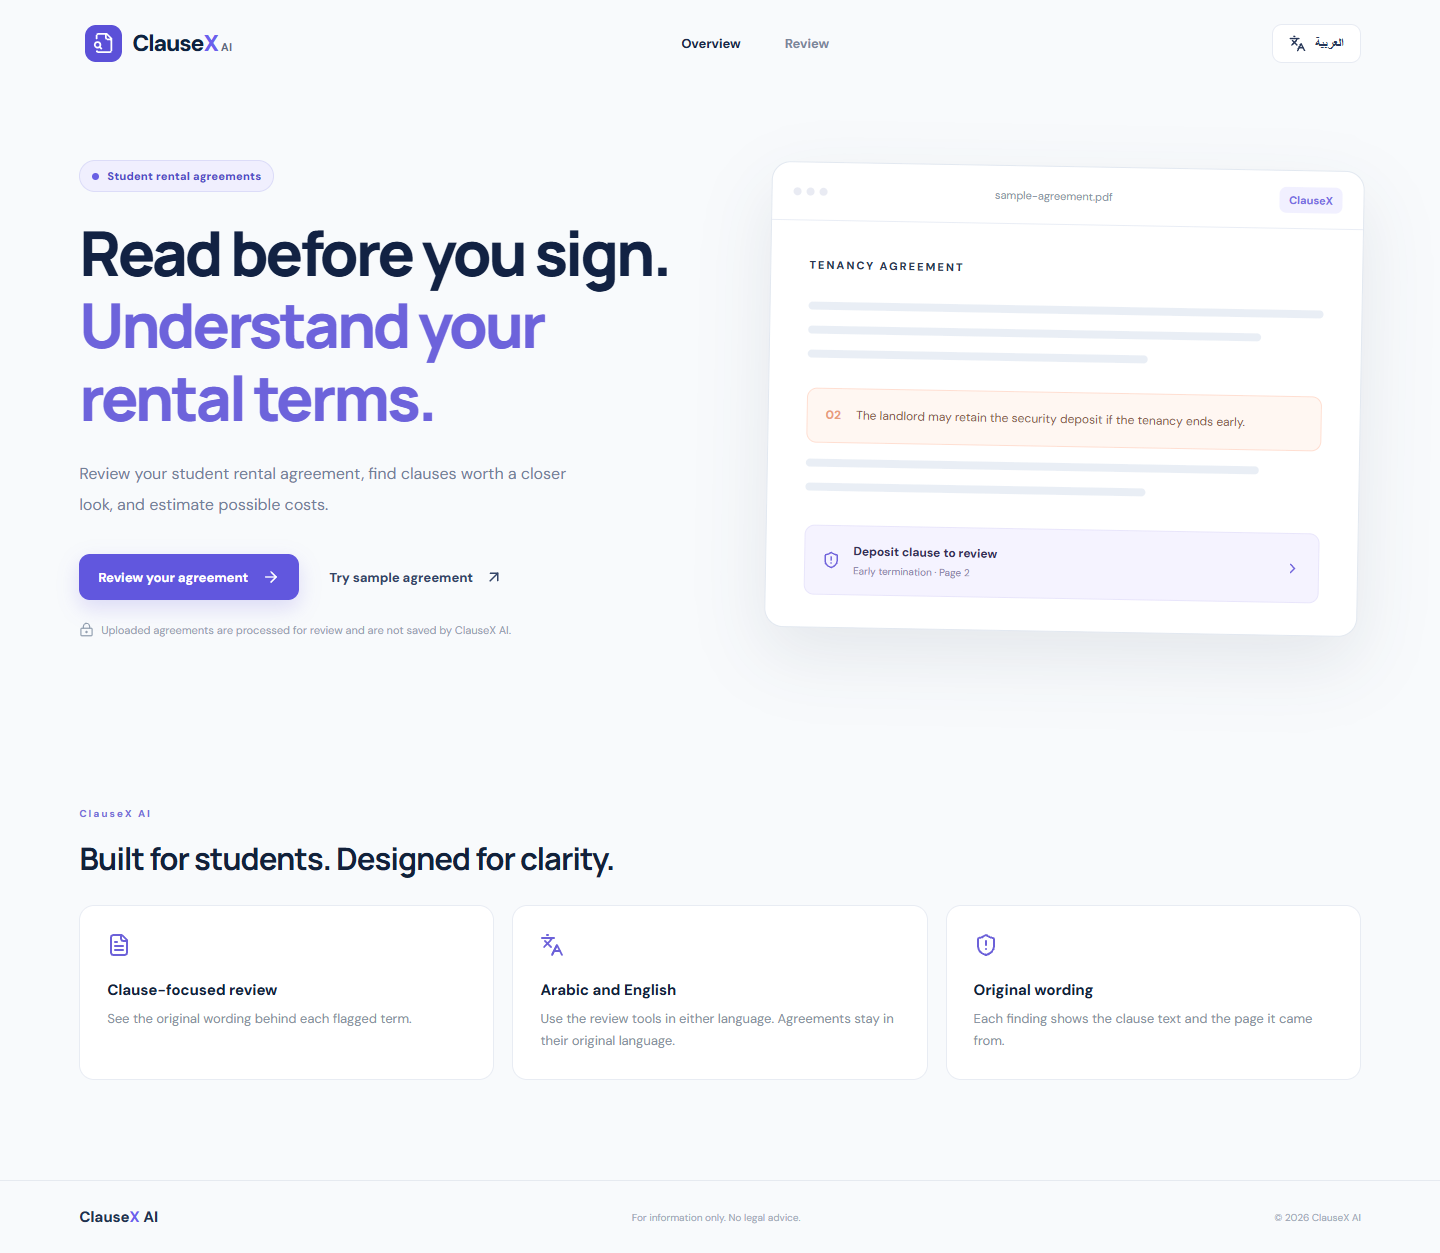 ClauseX AI
Overview
Review
العربية
Student rental agreements
Read before you sign.
Understand your
rental terms.
Review your student rental agreement, find clauses worth a closer
look, and estimate possible costs.
Review your agreement
Try sample agreement
Uploaded agreements are processed for review and are not saved by ClauseX AI.
sample-agreement.pdf
ClauseX
TENANCY AGREEMENT
02 The landlord may retain the security deposit if the tenancy ends early.
Deposit clause to review
Early termination · Page 2
ClauseX AI
Built for students. Designed for clarity.
Clause-focused review
See the original wording behind each flagged term.
Arabic and English
Use the review tools in either language. Agreements stay in
their original language.
Original wording
Each finding shows the clause text and the page it came
from.
ClauseX AI
For information only. No legal advice.
© 2026 ClauseX AI